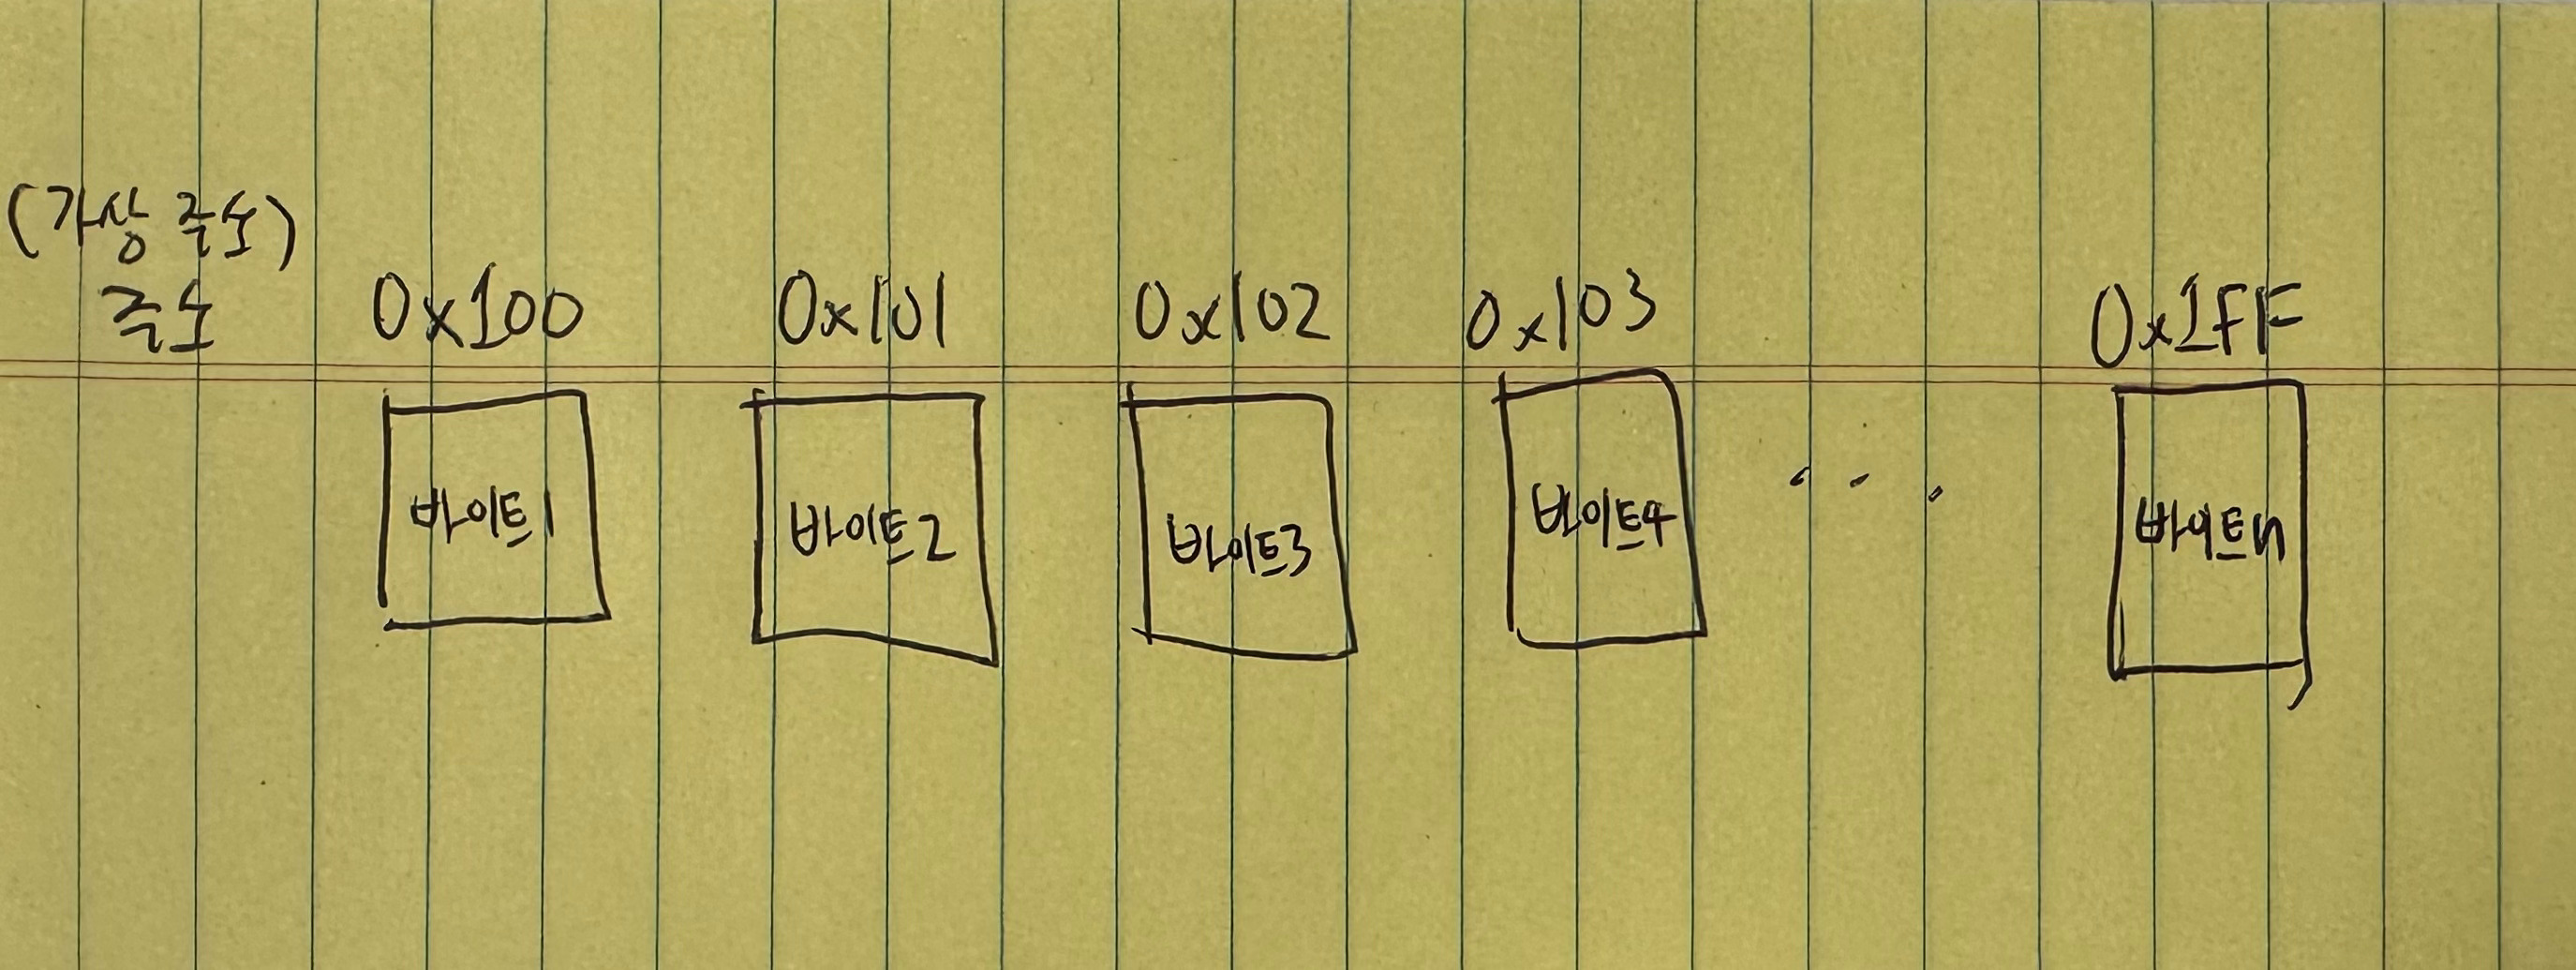 (가상 주소)
주소 0x100 0x101 0x102 0x103 0x1FF
바이트1 바이트2 바이트3 바이트4 ... 바이트n